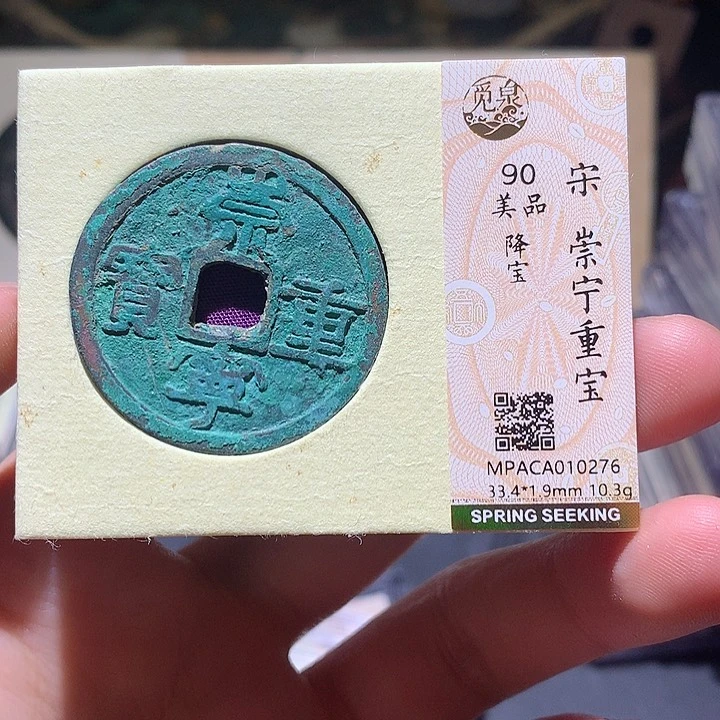 崇寧重寳
觅泉
90
美品
降宝
宋 崇宁重宝
MPACA010276
33.4*1.9mm 10.3g
SPRING SEEKING